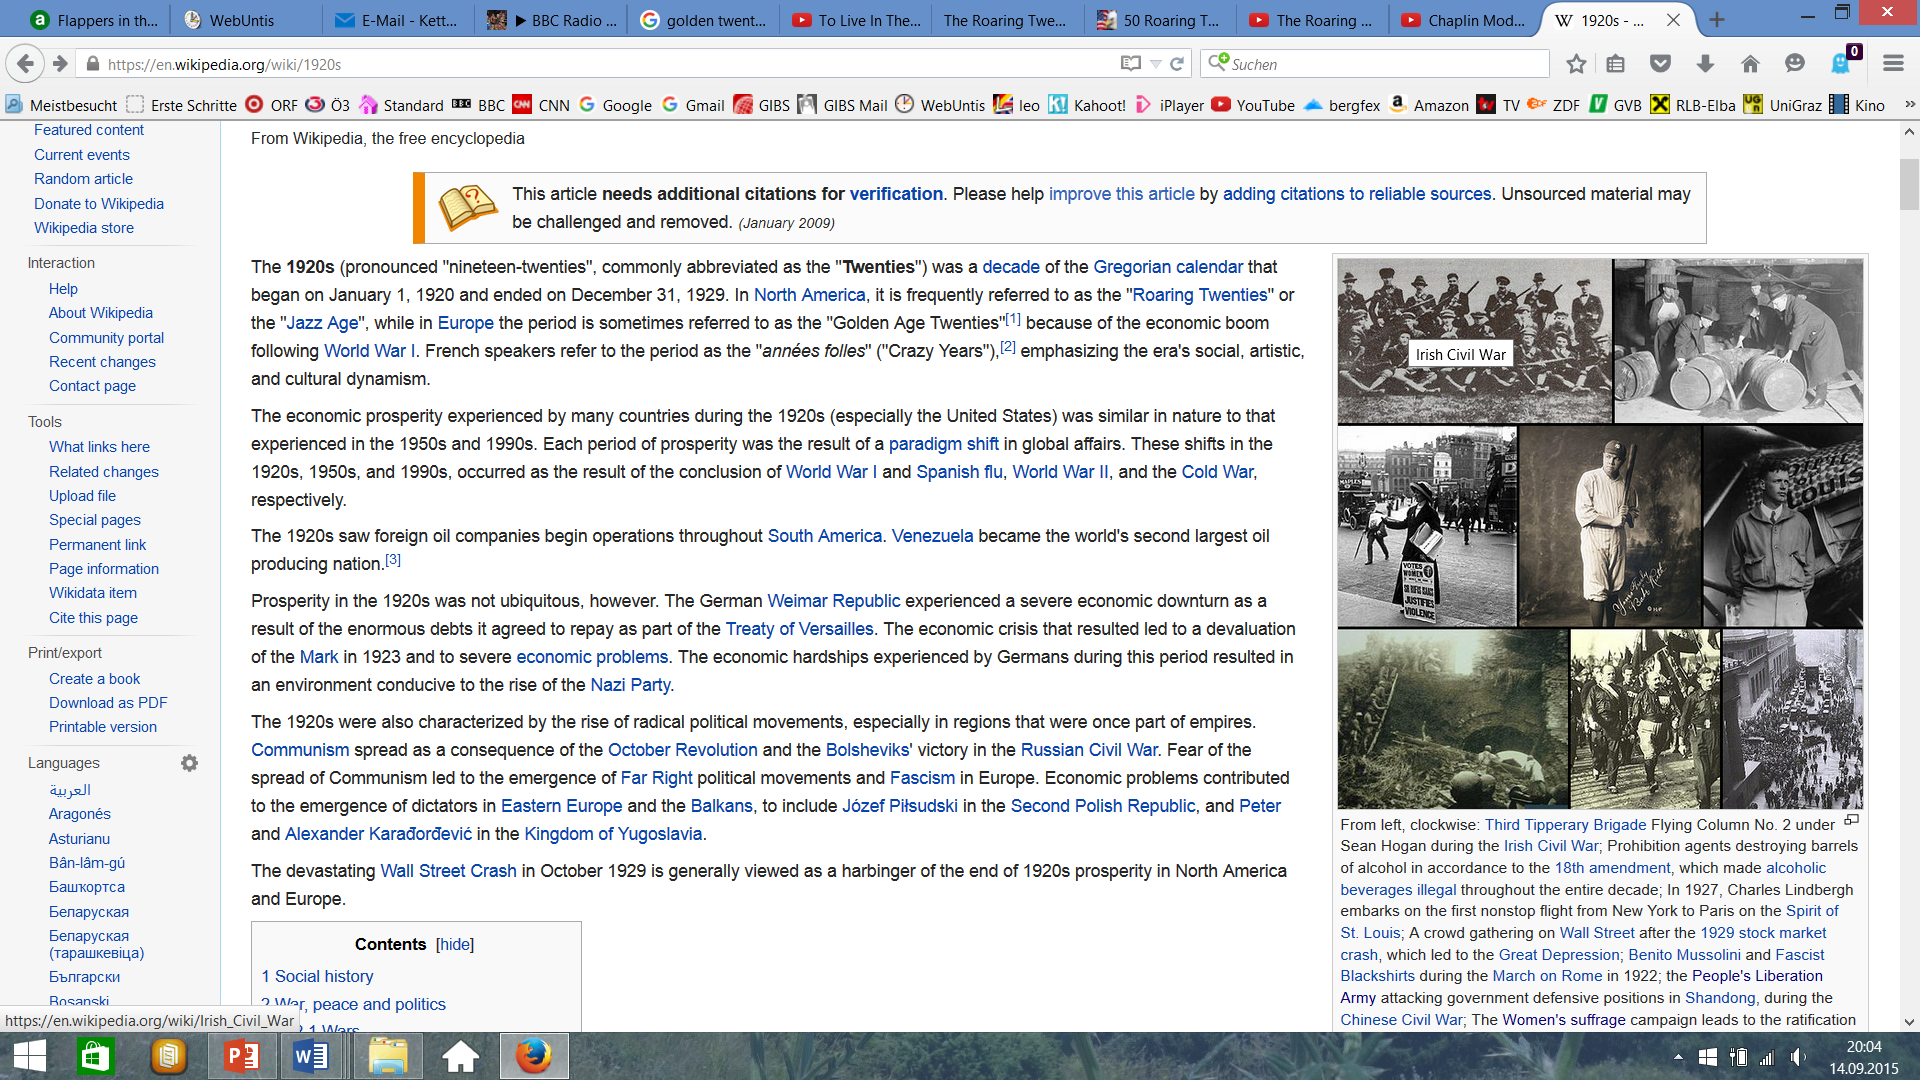 Flappers in th...
WebUntis
E-Mail - Kett...
▶ BBC Radio ...
golden twent...
To Live In The...
The Roaring Twe...
50 Roaring T...
The Roaring ...
Chaplin Mod...
W 1920s - ...
https://en.wikipedia.org/wiki/1920s
Suchen
0
Meistbesucht Erste Schritte ORF Ö3 Standard BBC CNN Google Gmail GIBS GIBS Mail WebUntis leo Kahoot! iPlayer YouTube bergfex Amazon TV ZDF GVB RLB-Elba UniGraz Kino »
Featured content
Current events
Random article
Donate to Wikipedia
Wikipedia store
Interaction
Help
About Wikipedia
Community portal
Recent changes
Contact page
Tools
What links here
Related changes
Upload file
Special pages
Permanent link
Page information
Wikidata item
Cite this page
Print/export
Create a book
Download as PDF
Printable version
Languages
العربية
Aragonés
Asturianu
Bân-lâm-gú
Башҡортса
Беларуская
Беларуская
(тарашкевіца)
Български
Bosanski
https://en.wikipedia.org/wiki/Irish_Civil_War
From Wikipedia, the free encyclopedia
This article needs additional citations for verification. Please help improve this article by adding citations to reliable sources. Unsourced material may
be challenged and removed. (January 2009)
The 1920s (pronounced "nineteen-twenties", commonly abbreviated as the "Twenties") was a decade of the Gregorian calendar that
began on January 1, 1920 and ended on December 31, 1929. In North America, it is frequently referred to as the "Roaring Twenties" or
the "Jazz Age", while in Europe the period is sometimes referred to as the "Golden Age Twenties"[1] because of the economic boom
following World War I. French speakers refer to the period as the "années folles" ("Crazy Years"),[2] emphasizing the era's social, artistic,
and cultural dynamism.
The economic prosperity experienced by many countries during the 1920s (especially the United States) was similar in nature to that
experienced in the 1950s and 1990s. Each period of prosperity was the result of a paradigm shift in global affairs. These shifts in the
1920s, 1950s, and 1990s, occurred as the result of the conclusion of World War I and Spanish flu, World War II, and the Cold War,
respectively.
The 1920s saw foreign oil companies begin operations throughout South America. Venezuela became the world's second largest oil
producing nation.[3]
Prosperity in the 1920s was not ubiquitous, however. The German Weimar Republic experienced a severe economic downturn as a
result of the enormous debts it agreed to repay as part of the Treaty of Versailles. The economic crisis that resulted led to a devaluation
of the Mark in 1923 and to severe economic problems. The economic hardships experienced by Germans during this period resulted in
an environment conducive to the rise of the Nazi Party.
The 1920s were also characterized by the rise of radical political movements, especially in regions that were once part of empires.
Communism spread as a consequence of the October Revolution and the Bolsheviks' victory in the Russian Civil War. Fear of the
spread of Communism led to the emergence of Far Right political movements and Fascism in Europe. Economic problems contributed
to the emergence of dictators in Eastern Europe and the Balkans, to include Józef Piłsudski in the Second Polish Republic, and Peter
and Alexander Karađorđević in the Kingdom of Yugoslavia.
The devastating Wall Street Crash in October 1929 is generally viewed as a harbinger of the end of 1920s prosperity in North America
and Europe.
Contents [hide]
1 Social history
2 War, peace and politics
2.1 Wars
Irish Civil War
MAPLES
VOTES
WOMEN
JUSTIFIES
VIOLENCE
Babe Ruth
Louis
From left, clockwise: Third Tipperary Brigade Flying Column No. 2 under
Sean Hogan during the Irish Civil War; Prohibition agents destroying barrels
of alcohol in accordance to the 18th amendment, which made alcoholic
beverages illegal throughout the entire decade; In 1927, Charles Lindbergh
embarks on the first nonstop flight from New York to Paris on the Spirit of
St. Louis; A crowd gathering on Wall Street after the 1929 stock market
crash, which led to the Great Depression; Benito Mussolini and Fascist
Blackshirts during the March on Rome in 1922; the People's Liberation
Army attacking government defensive positions in Shandong, during the
Chinese Civil War; The Women's suffrage campaign leads to the ratification
20:04
14.09.2015